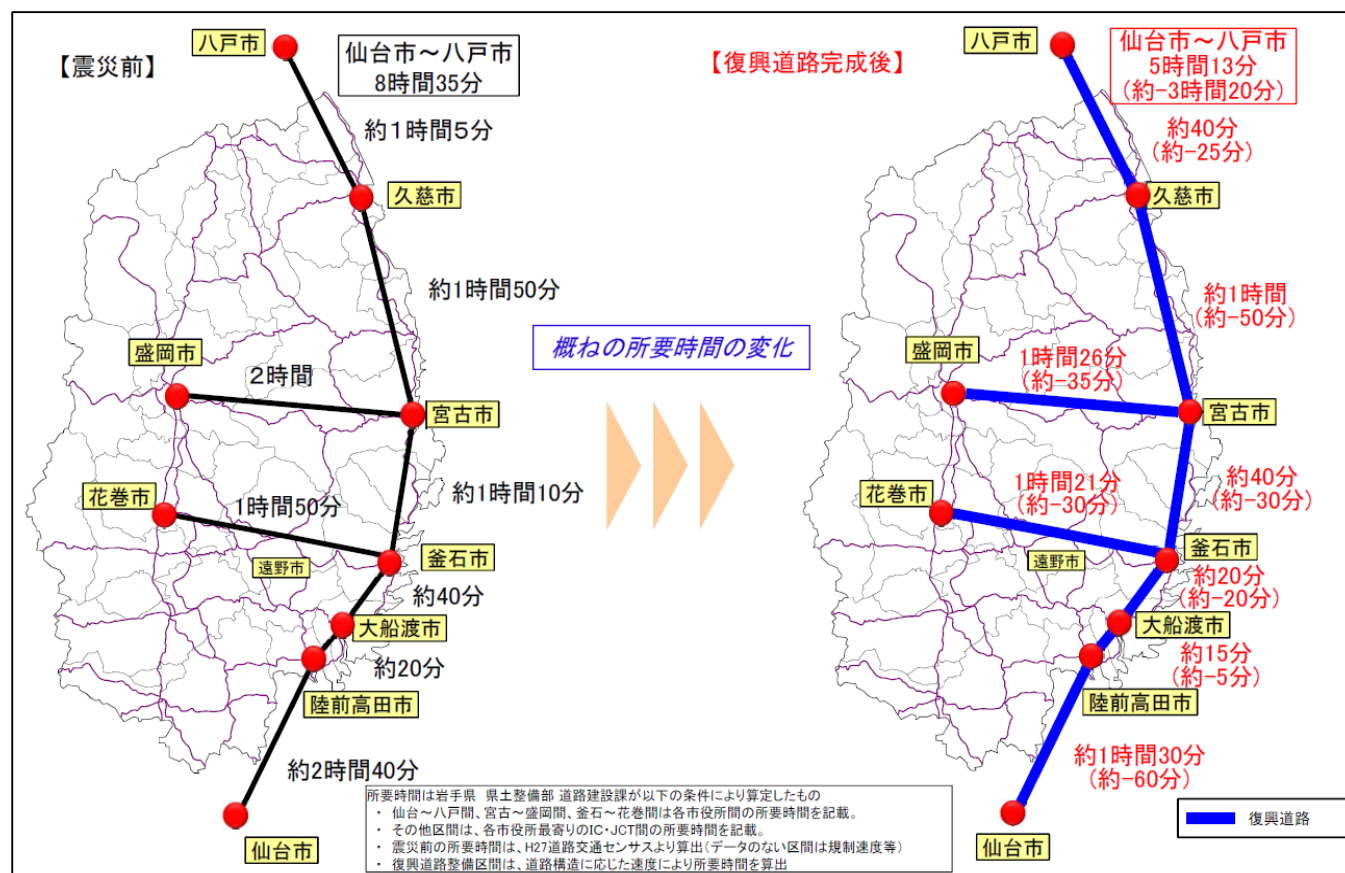 【震災前】
八戸市
仙台市~八戸市
8時間35分
約1時間5分
久慈市
約1時間50分
盛岡市
2時間
宮古市
花巻市
1時間50分
約1時間10分
遠野市
釜石市
約40分
大船渡市
約20分
陸前高田市
約2時間40分
仙台市
概ねの所要時間の変化
【復興道路完成後】
八戸市
仙台市~八戸市
5時間13分
(約-3時間20分)
約40分
(約-25分)
久慈市
約1時間
(約-50分)
盛岡市
1時間26分
(約-35分)
宮古市
花巻市
1時間21分
(約-30分)
約40分
(約-30分)
遠野市
釜石市
約20分
(約-20分)
大船渡市
約15分
(約-5分)
陸前高田市
約1時間30分
(約-60分)
仙台市
復興道路
所要時間は岩手県 県土整備部 道路建設課が以下の条件により算定したもの
・ 仙台~八戸間、宮古~盛岡間、釜石~花巻間は各市役所間の所要時間を記載。
・ その他区間は、各市役所最寄りのIC・JCT間の所要時間を記載。
・ 震災前の所要時間は、H27道路交通センサスより算出(データのない区間は規制速度等)
・ 復興道路整備区間は、道路構造に応じた速度により所要時間を算出